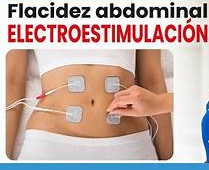 Flacidez abdominal
ELECTROESTIMULACIÓN